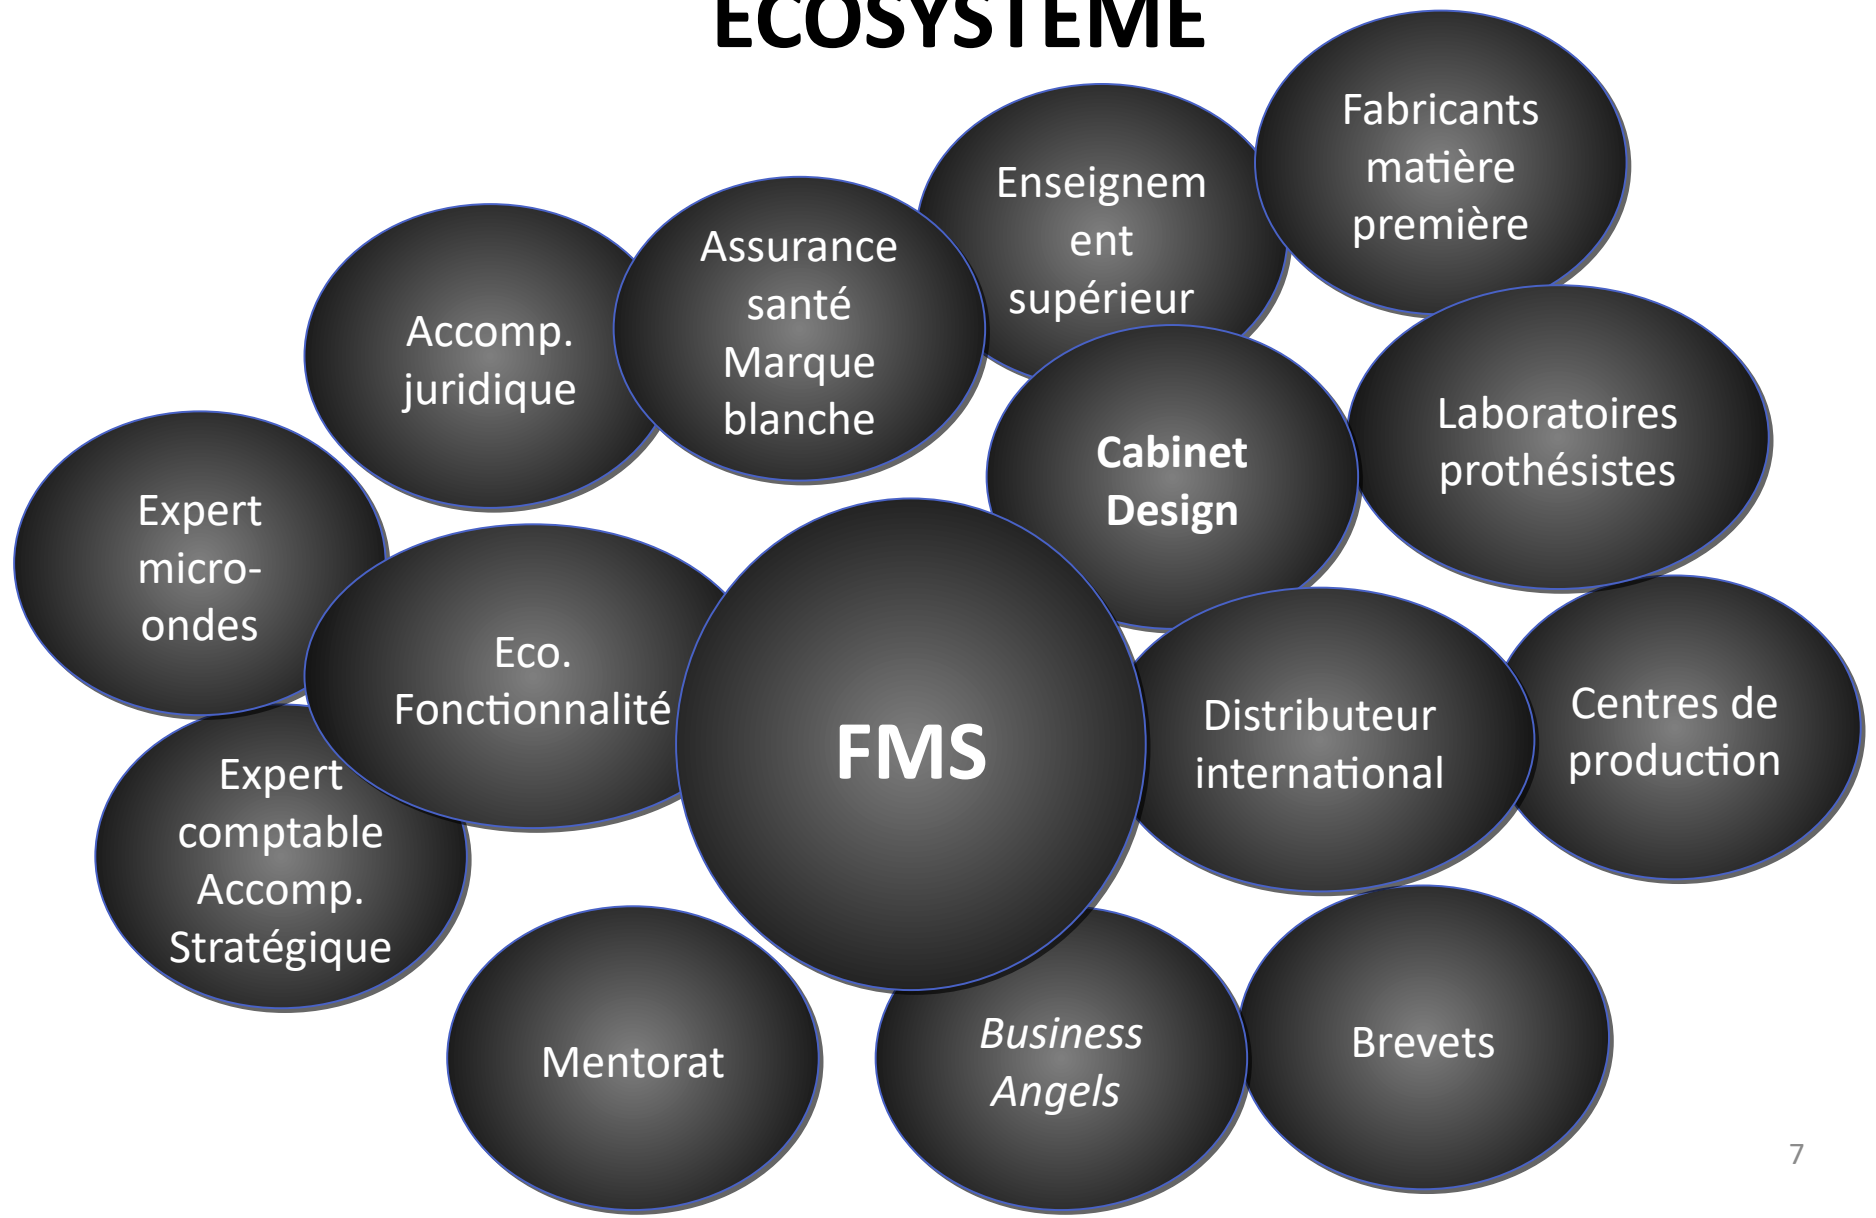 ECOSYSTEME
Fabricants
matière
première
Enseignem
ent
supérieur
Assurance
santé
Marque
blanche
Accomp.
juridique
Cabinet
Design
Laboratoires
prothésistes
Expert
micro-
ondes
Eco.
Fonctionnalité
FMS
Distributeur
international
Centres de
production
Expert
comptable
Accomp.
Stratégique
Mentorat
Business
Angels
Brevets
7